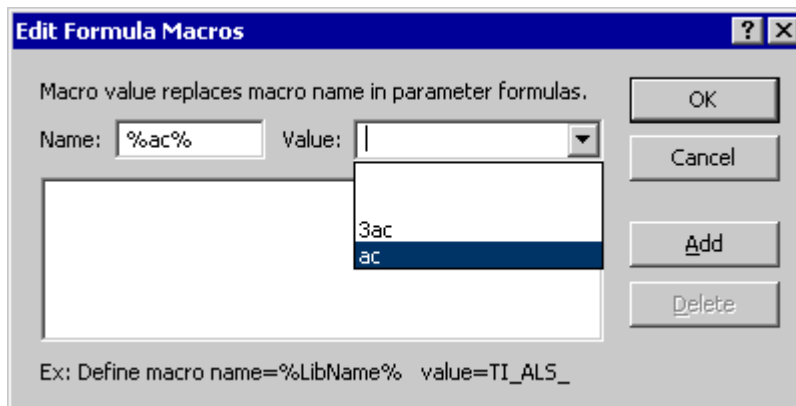 Edit Formula Macros
Macro value replaces macro name in parameter formulas.
OK
Name: %ac% Value:
Cancel
3ac
ac
Add
Delete
Ex: Define macro name=%LibName% value=TI_ALS_